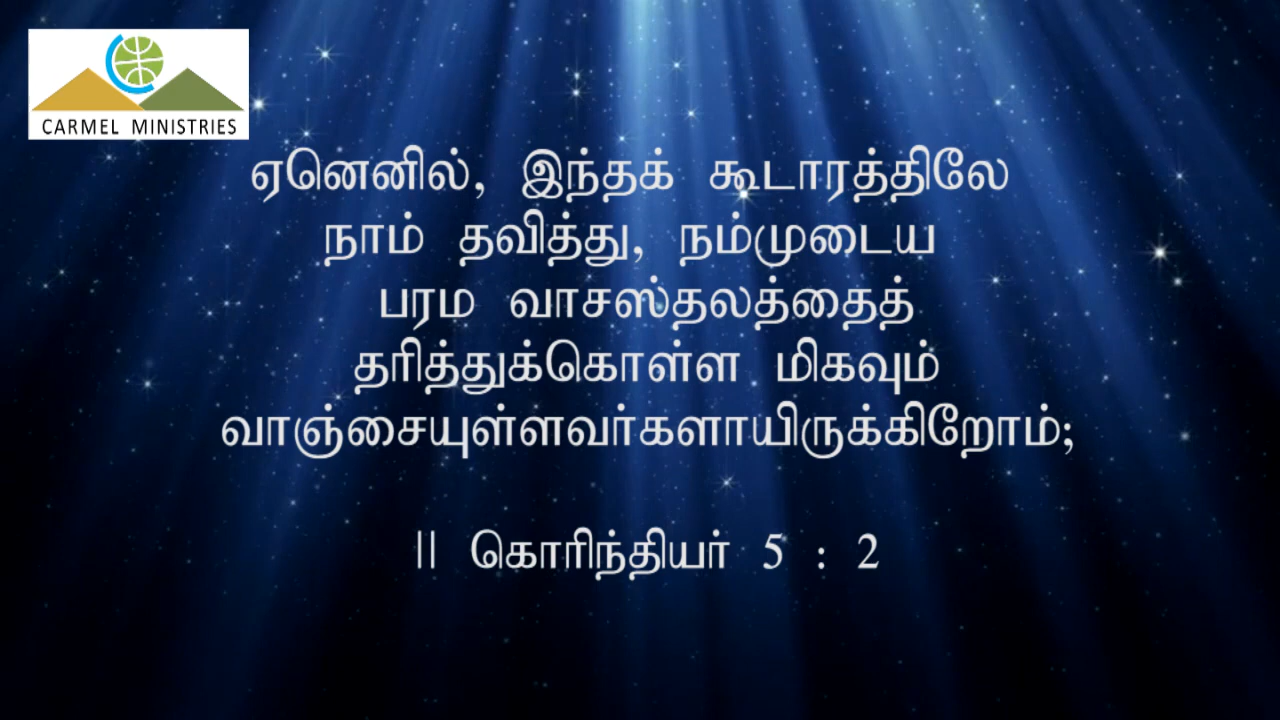 CARMEL MINISTRIES
ஏனெனில், இந்தக் கூடாரத்திலே
நாம் தவித்து, நம்முடைய
பரம வாசஸ்தலத்தைத்
தரித்துக்கொள்ள மிகவும்
வாஞ்சையுள்ளவர்களாயிருக்கிறோம்;
II கொரிந்தியர் 5 : 2